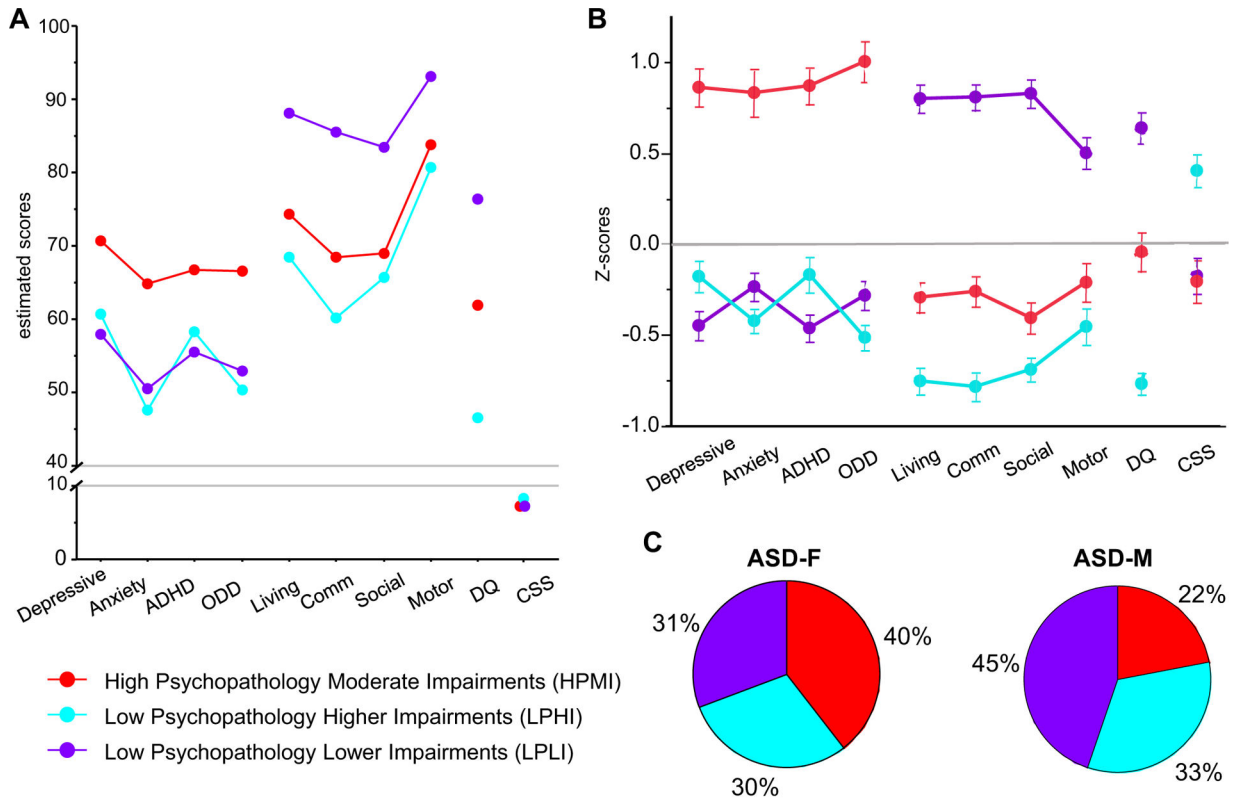 A
100
90
80
70
60
50
40
10
0
estimated scores
Depressive
Anxiety
ADHD
ODD
Living
Comm
Social
Motor
DQ
CSS
B
1.0
0.5
0.0
-0.5
-1.0
Z-scores
Depressive
Anxiety
ADHD
ODD
Living
Comm
Social
Motor
DQ
CSS
High Psychopathology Moderate Impairments (HPMI)
Low Psychopathology Higher Impairments (LPHI)
Low Psychopathology Lower Impairments (LPLI)
C
ASD-F
31%
40%
30%
ASD-M
22%
45%
33%